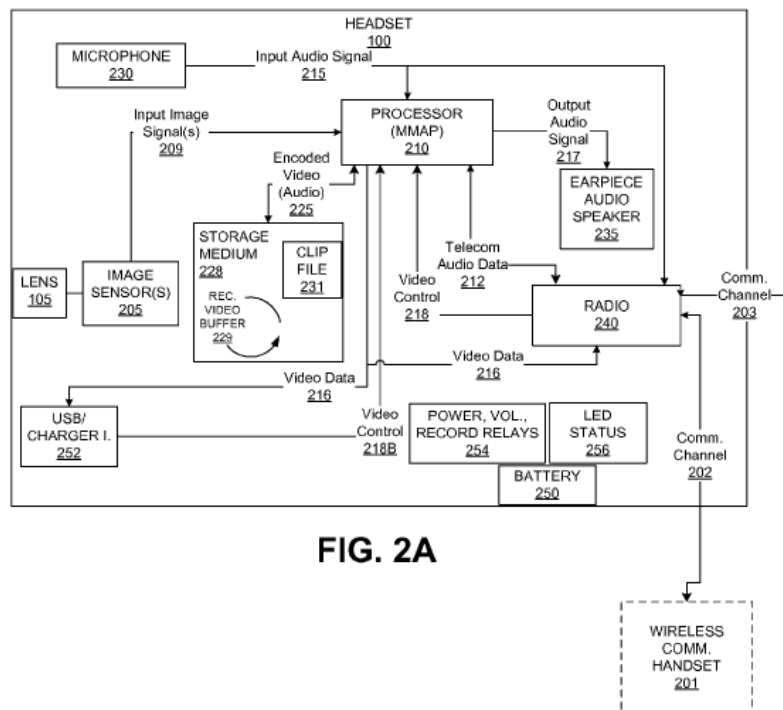 HEADSET
100
MICROPHONE
230
Input Audio Signal
215
Input Image
Signal(s)
209
PROCESSOR
(MMAP)
210
Output
Audio
Signal
217
Encoded
Video
(Audio)
225
EARPIECE
AUDIO
SPEAKER
235
STORAGE
MEDIUM
228
CLIP
FILE
231
REC.
VIDEO
BUFFER
229
LENS
105
IMAGE
SENSOR(S)
205
Telecom
Audio Data
212
Video
Control
218
RADIO
240
Comm.
Channel
203
Video Data
216
Video Data
216
USB/
CHARGER I.
252
Video
Control
218B
POWER, VOL.,
RECORD RELAYS
254
LED
STATUS
256
BATTERY
250
Comm.
Channel
202
FIG. 2A
WIRELESS
COMM.
HANDSET
201